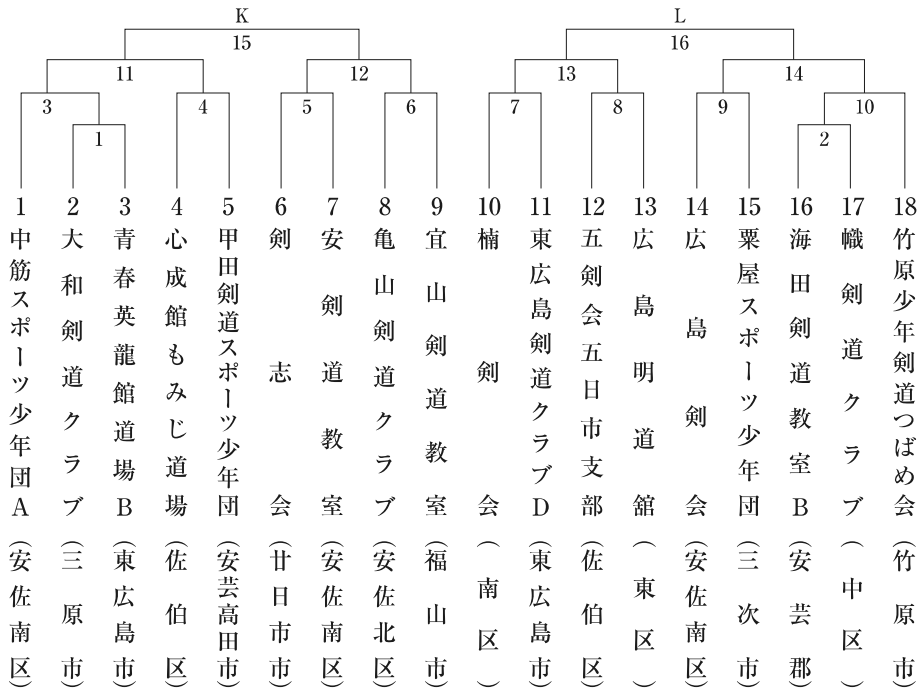 K
L
15
16
11
12
13
14
3
4
5
6
7
8
9
10
1
2
1 中筋スポーツ少年団A (安佐南区)
2 大和剣道クラブ (三原市)
3 青春英龍館道場B (東広島市)
4 心成館もみじ道場 (佐伯区)
5 甲田剣道スポーツ少年団 (安芸高田市)
6 剣志会 (廿日市市)
7 安剣道教室 (安佐南区)
8 亀山剣道クラブ (安佐北区)
9 宜山剣道教室 (福山市)
10 楠剣会 (南区)
11 東広島剣道クラブD (東広島市)
12 五剣会五日市支部 (佐伯区)
13 広島明道舘 (東区)
14 広島剣会 (安佐南区)
15 粟屋スポーツ少年団 (三次市)
16 海田剣道教室B (安芸郡)
17 幟剣道クラブ (中区)
18 竹原少年剣道つばめ会 (竹原市)